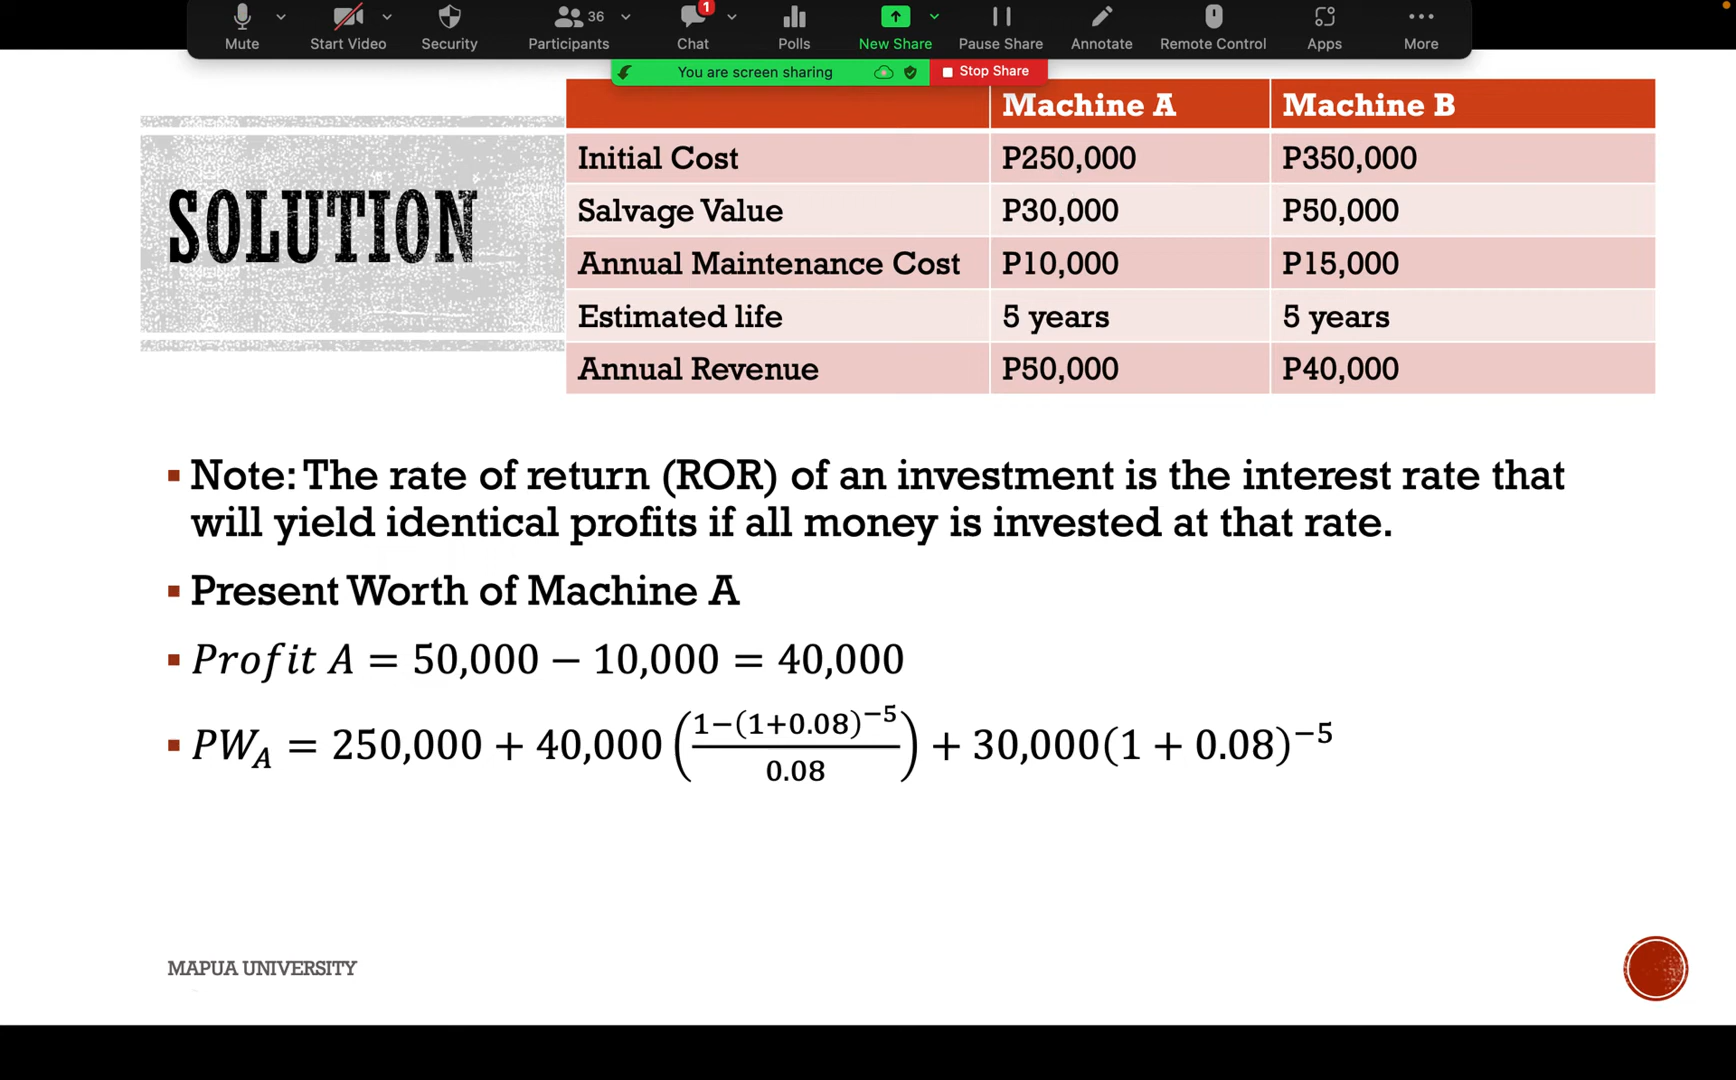 Mute Start Video Security Participants 36 Chat 1 Polls New Share Pause Share Annotate Remote Control Apps More
You are screen sharing Stop Share
Machine A Machine B
Initial Cost P250,000 P350,000
Salvage Value P30,000 P50,000
Annual Maintenance Cost P10,000 P15,000
Estimated life 5 years 5 years
Annual Revenue P50,000 P40,000
SOLUTION
▪ Note: The rate of return (ROR) of an investment is the interest rate that
will yield identical profits if all money is invested at that rate.
▪ Present Worth of Machine A
▪ Profit A = 50,000 − 10,000 = 40,000
▪ PW_A = 250,000 + 40,000 ((1−(1+0.08)^−5)/0.08) + 30,000(1 + 0.08)^−5
MAPUA UNIVERSITY